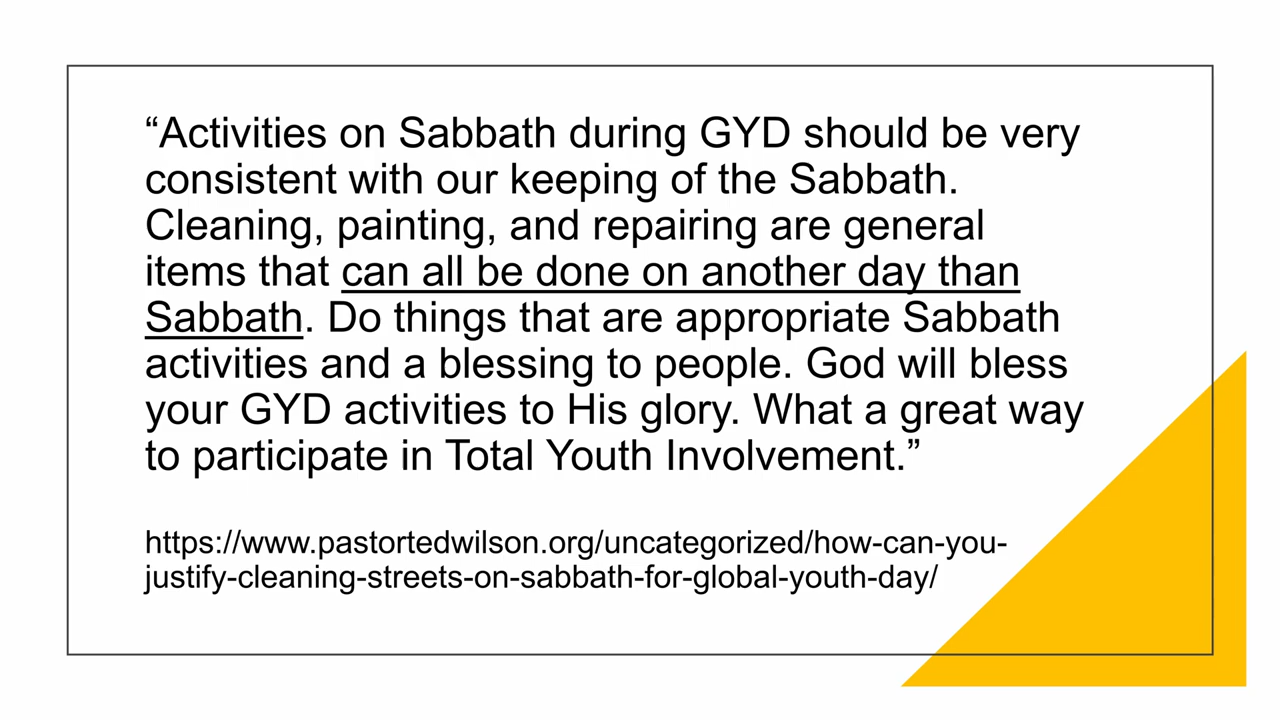 “Activities on Sabbath during GYD should be very
consistent with our keeping of the Sabbath.
Cleaning, painting, and repairing are general
items that can all be done on another day than
Sabbath. Do things that are appropriate Sabbath
activities and a blessing to people. God will bless
your GYD activities to His glory. What a great way
to participate in Total Youth Involvement.”
https://www.pastortedwilson.org/uncategorized/how-can-you-
justify-cleaning-streets-on-sabbath-for-global-youth-day/